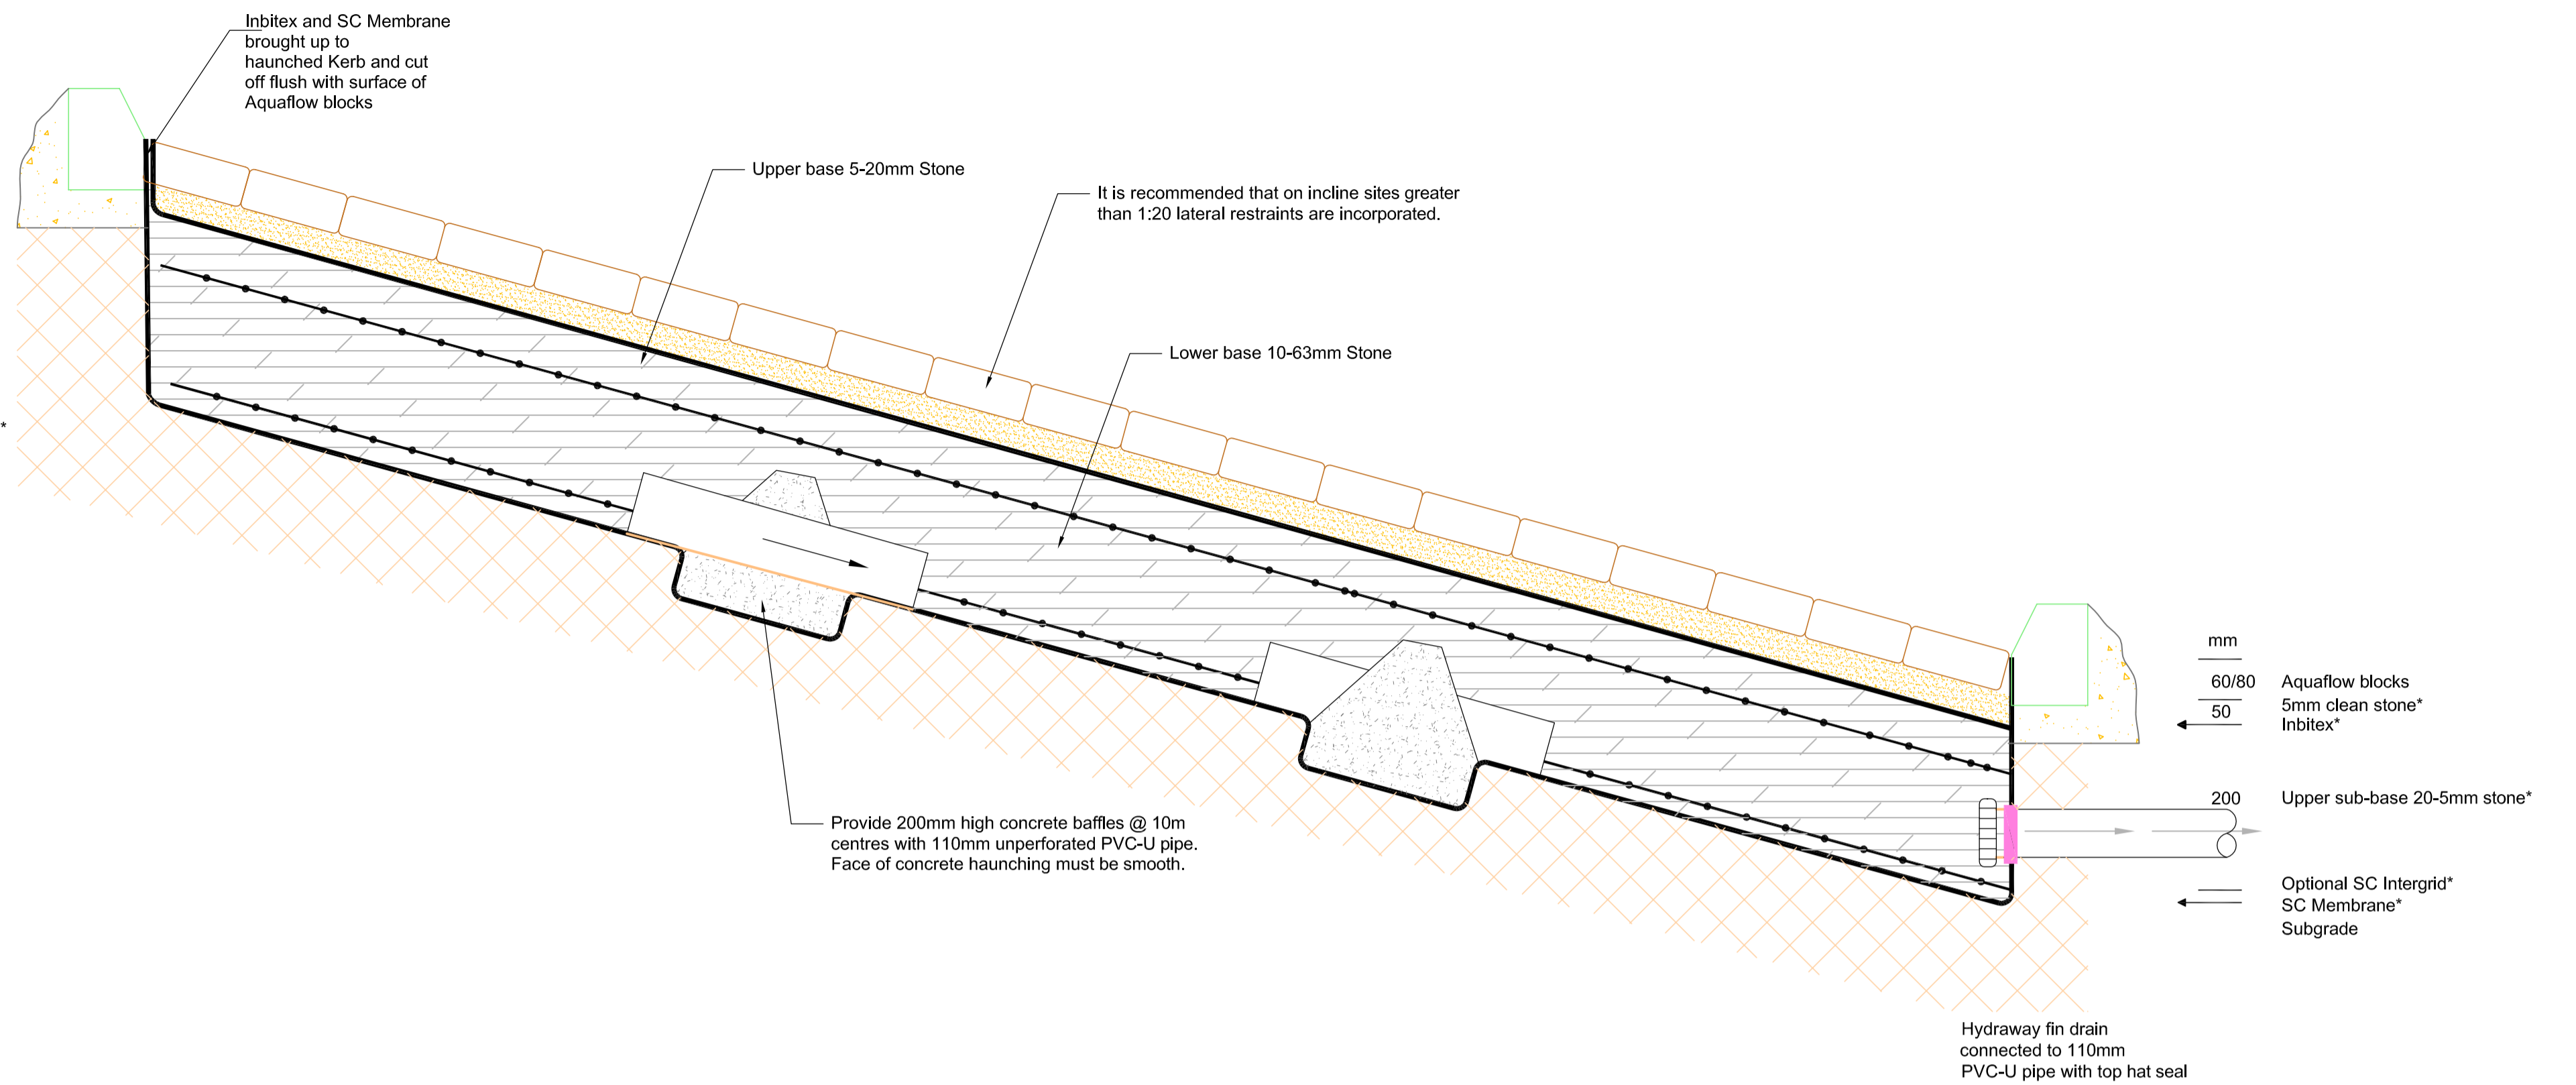 Inbitex and SC Membrane
brought up to
haunched Kerb and cut
off flush with surface of
Aquaflow blocks
Upper base 5-20mm Stone
It is recommended that on incline sites greater
than 1:20 lateral restraints are incorporated.
Lower base 10-63mm Stone
*
Provide 200mm high concrete baffles @ 10m
centres with 110mm unperforated PVC-U pipe.
Face of concrete haunching must be smooth.
mm
60/80 Aquaflow blocks
5mm clean stone*
50
Inbitex*
200 Upper sub-base 20-5mm stone*
Optional SC Intergrid*
SC Membrane*
Subgrade
Hydraway fin drain
connected to 110mm
PVC-U pipe with top hat seal